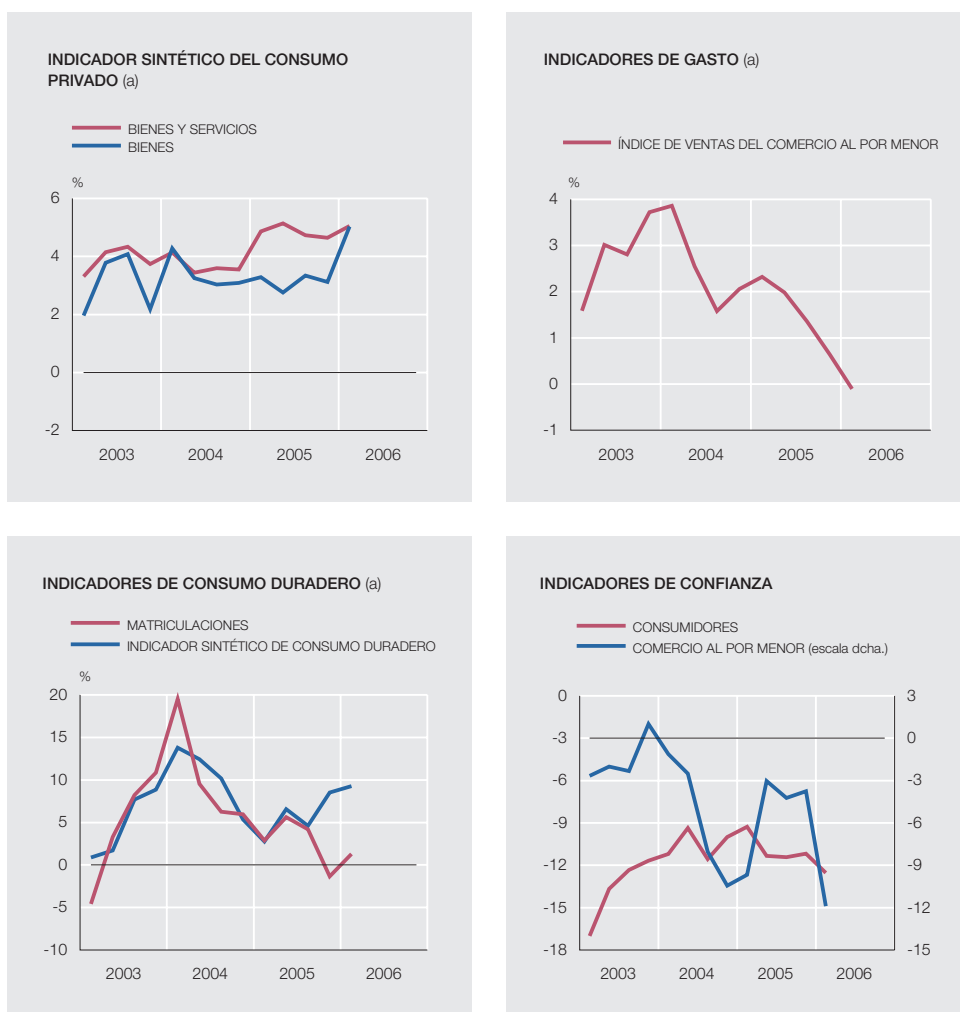 INDICADOR SINTÉTICO DEL CONSUMO
PRIVADO (a)
BIENES Y SERVICIOS
BIENES
%
6
4
2
0
-2
2003 2004 2005 2006
INDICADORES DE GASTO (a)
ÍNDICE DE VENTAS DEL COMERCIO AL POR MENOR
%
4
3
2
1
0
-1
2003 2004 2005 2006
INDICADORES DE CONSUMO DURADERO (a)
MATRICULACIONES
INDICADOR SINTÉTICO DE CONSUMO DURADERO
%
20
15
10
5
0
-5
-10
2003 2004 2005 2006
INDICADORES DE CONFIANZA
CONSUMIDORES
COMERCIO AL POR MENOR (escala dcha.)
0 3
-3 0
-6 -3
-9 -6
-12 -9
-15 -12
-18 -15
2003 2004 2005 2006